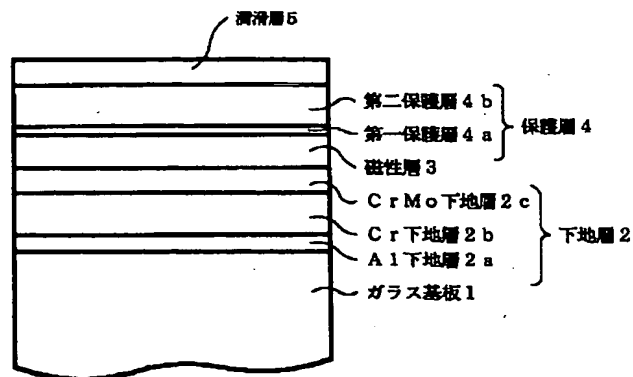 潤滑層5
第二保護層4b
第一保護層4a
保護層4
磁性層3
CrMo下地層2c
Cr下地層2b
下地層2
Al下地層2a
ガラス基板1